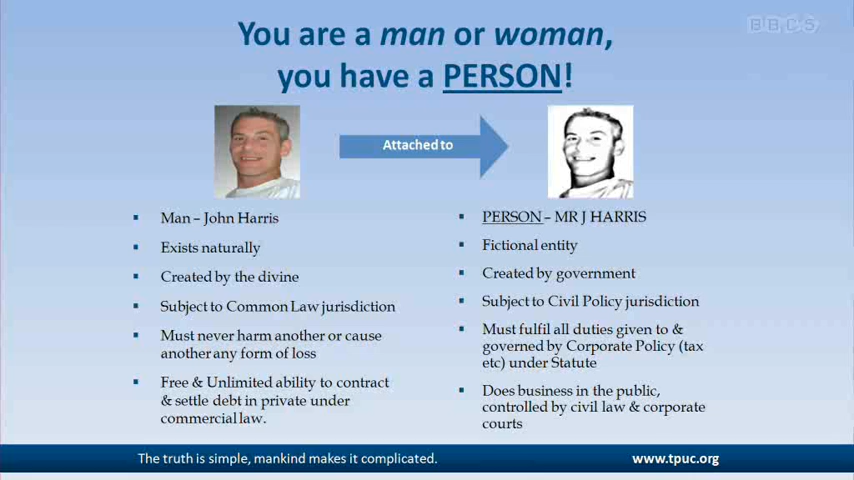 You are a man or woman,
you have a PERSON!
BBC5
Attached to
Man – John Harris
Exists naturally
Created by the divine
Subject to Common Law jurisdiction
Must never harm another or cause
another any form of loss
Free & Unlimited ability to contract
& settle debt in private under
commercial law.
PERSON – MR J HARRIS
Fictional entity
Created by government
Subject to Civil Policy jurisdiction
Must fulfil all duties given to &
governed by Corporate Policy (tax
etc) under Statute
Does business in the public,
controlled by civil law & corporate
courts
The truth is simple, mankind makes it complicated.
www.tpuc.org